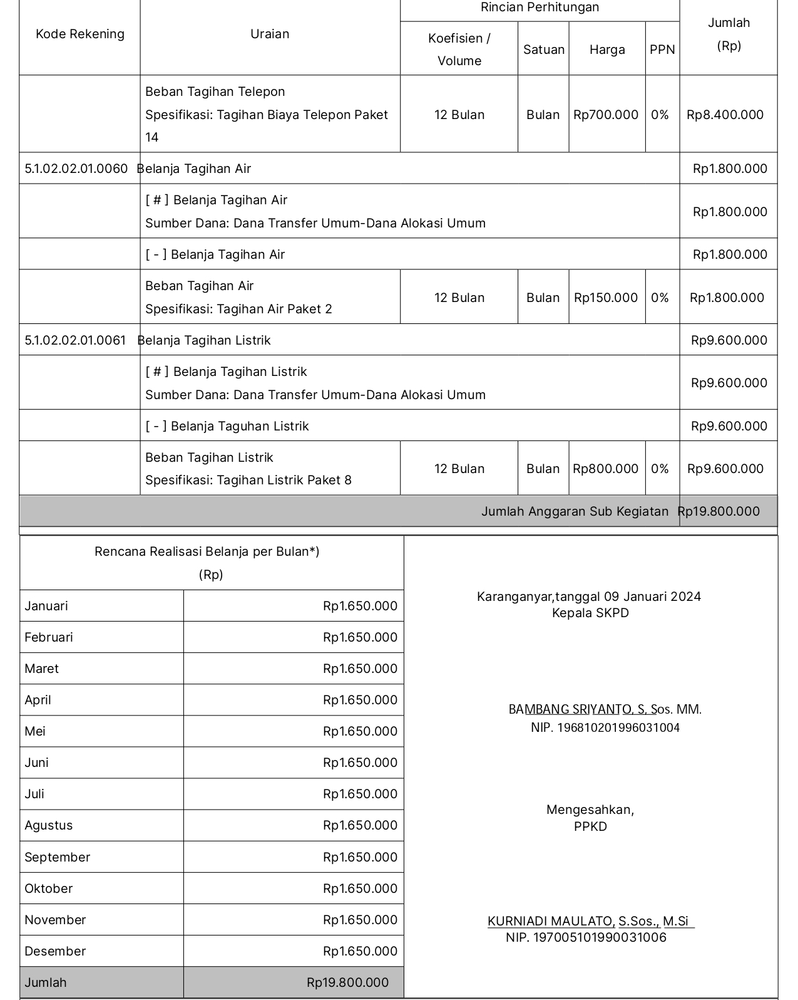 Rincian Perhitungan
Kode Rekening
Uraian
Jumlah
(Rp)
Koefisien /
Volume
Satuan
Harga
PPN
Beban Tagihan Telepon
Spesifikasi: Tagihan Biaya Telepon Paket
14
12 Bulan Bulan Rp700.000 0% Rp8.400.000
5.1.02.02.01.0060 Belanja Tagihan Air Rp1.800.000
[ # ] Belanja Tagihan Air
Sumber Dana: Dana Transfer Umum-Dana Alokasi Umum
Rp1.800.000
[ - ] Belanja Tagihan Air Rp1.800.000
Beban Tagihan Air
Spesifikasi: Tagihan Air Paket 2
12 Bulan Bulan Rp150.000 0% Rp1.800.000
5.1.02.02.01.0061 Belanja Tagihan Listrik Rp9.600.000
[ # ] Belanja Tagihan Listrik
Sumber Dana: Dana Transfer Umum-Dana Alokasi Umum
Rp9.600.000
[ - ] Belanja Taguhan Listrik Rp9.600.000
Beban Tagihan Listrik
Spesifikasi: Tagihan Listrik Paket 8
12 Bulan Bulan Rp800.000 0% Rp9.600.000
Jumlah Anggaran Sub Kegiatan Rp19.800.000
Rencana Realisasi Belanja per Bulan*)
(Rp)
Januari Rp1.650.000
Februari Rp1.650.000
Maret Rp1.650.000
April Rp1.650.000
Mei Rp1.650.000
Juni Rp1.650.000
Juli Rp1.650.000
Agustus Rp1.650.000
September Rp1.650.000
Oktober Rp1.650.000
November Rp1.650.000
Desember Rp1.650.000
Jumlah Rp19.800.000
Karanganyar,tanggal 09 Januari 2024
Kepala SKPD
BAMBANG SRIYANTO, S, Sos. MM.
NIP. 196810201996031004
Mengesahkan,
PPKD
KURNIADI MAULATO, S.Sos., M.Si
NIP. 197005101990031006